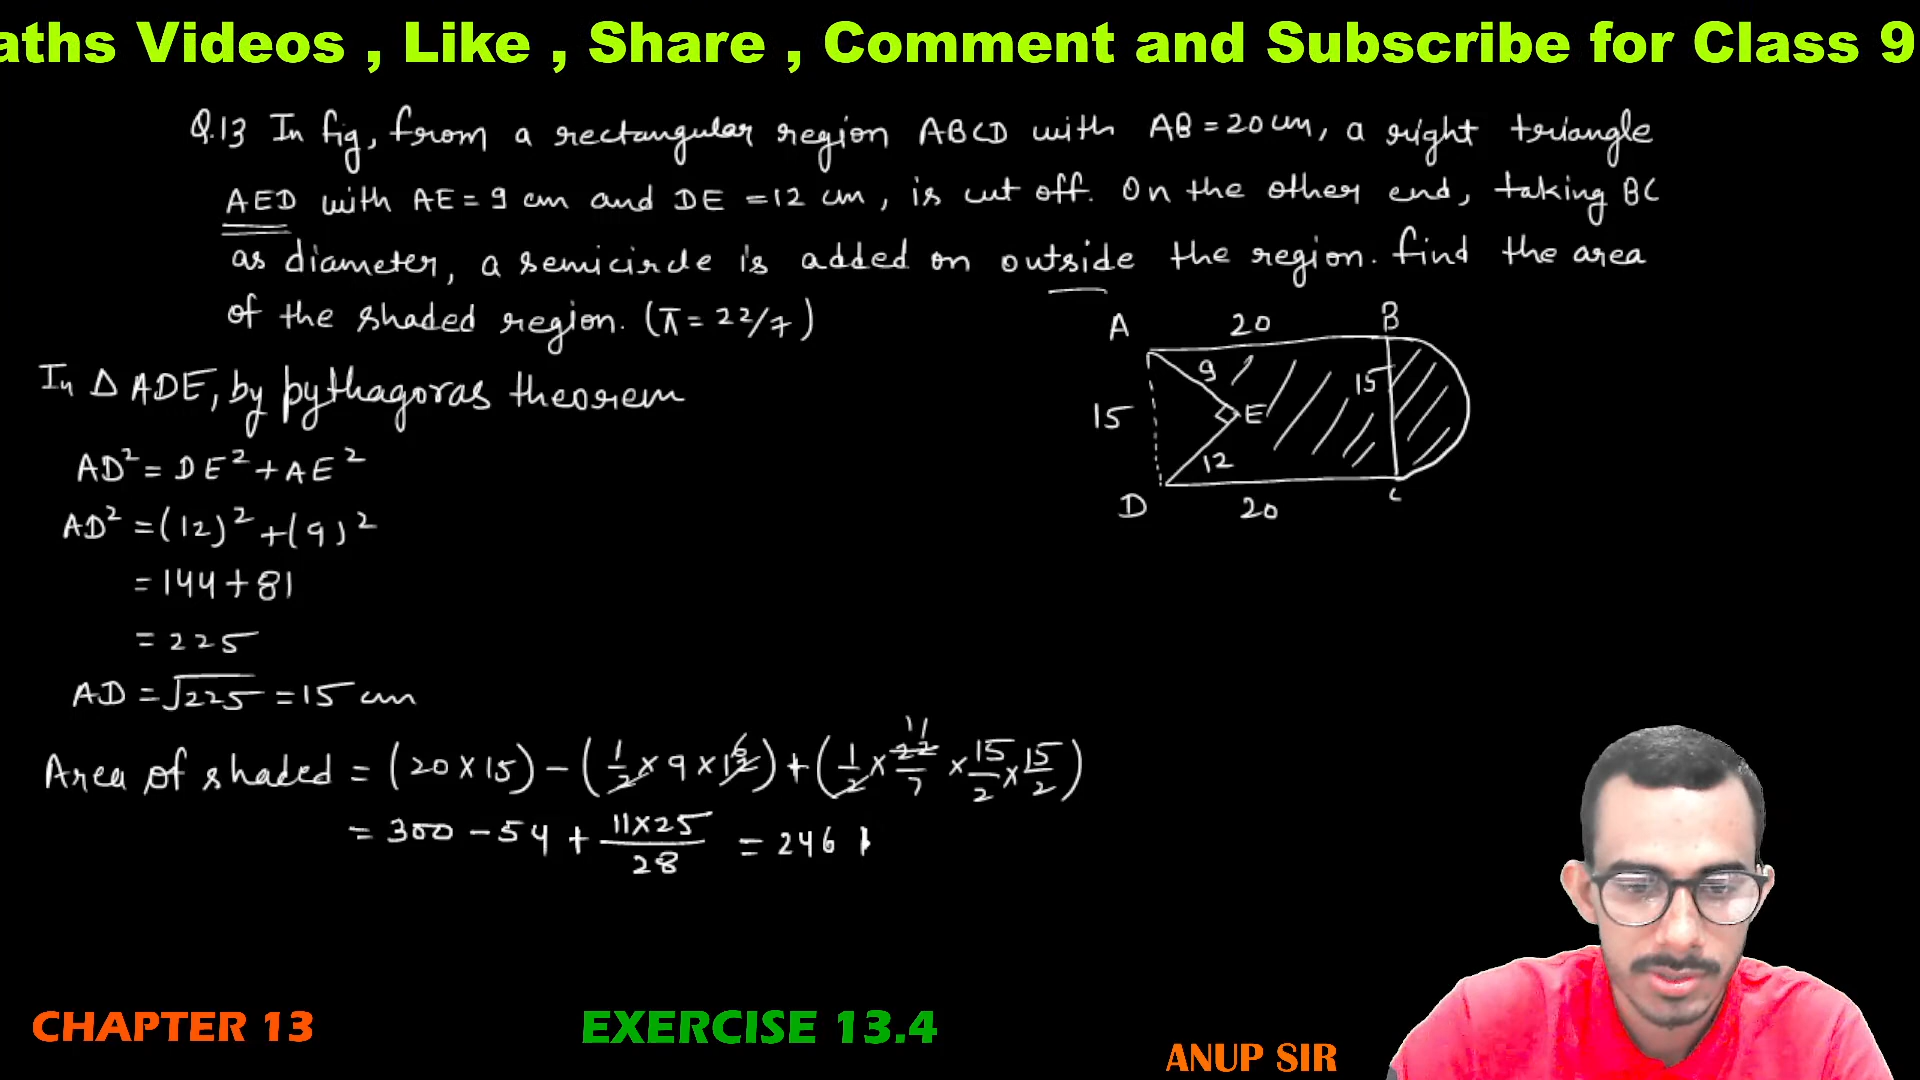 aths Videos , Like , Share , Comment and Subscribe for Class 9
Q.13 In fig, from a rectangular region ABCD with AB = 20 cm, a right triangle
AED with AE = 9 cm and DE = 12 cm, is cut off. On the other end, taking BC
as diameter, a semicircle is added on outside the region. find the area
of the shaded region. (π = 22/7)
A 20 B
9 15
15 E
12
D 20 C
In Δ ADE, by pythagoras theorem
AD² = DE² + AE²
AD² = (12)² + (9)²
= 144 + 81
= 225
AD = √225 = 15 cm
Area of shaded = (20 × 15) − (1/2 × 9 × 12 6) + (1/2 × 22/7 11 × 15/2 × 15/2)
= 300 − 54 + 11×25/28 = 246
CHAPTER 13
EXERCISE 13.4
ANUP SIR